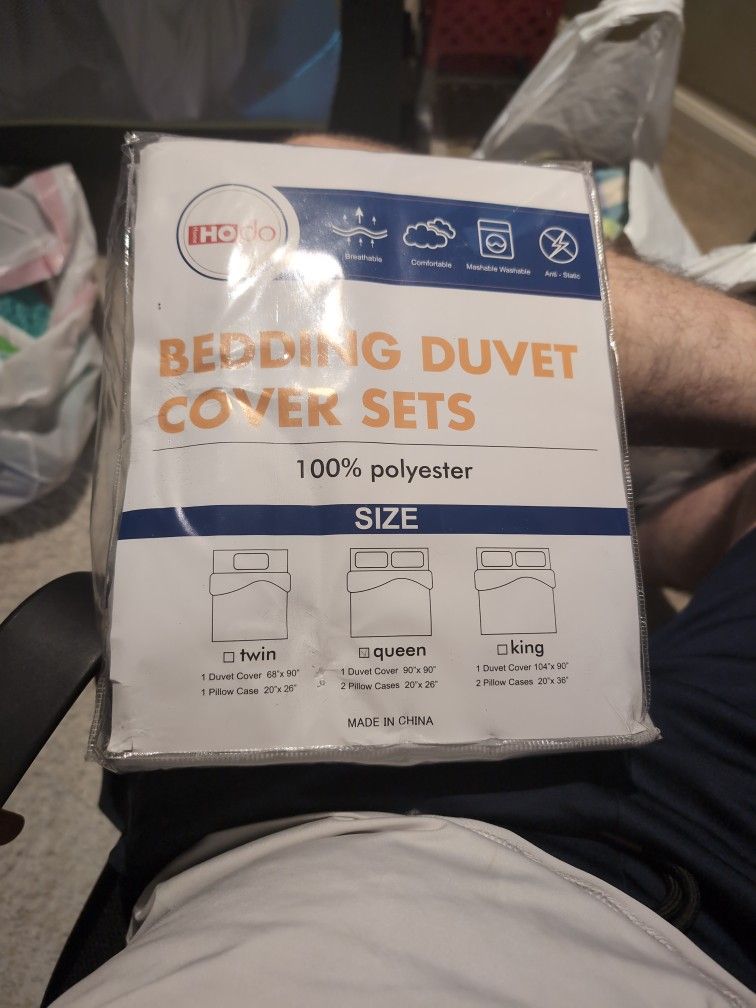 HOdo
Breathable
Comfortable
Mashable Washable
Anti - Static
BEDDING DUVET
COVER SETS
100% polyester
SIZE
☐ twin
1 Duvet Cover 68"x 90"
1 Pillow Case 20"x 26"
☒ queen
1 Duvet Cover 90"x 90"
2 Pillow Cases 20"x 26"
☐ king
1 Duvet Cover 104"x 90"
2 Pillow Cases 20"x 36"
MADE IN CHINA